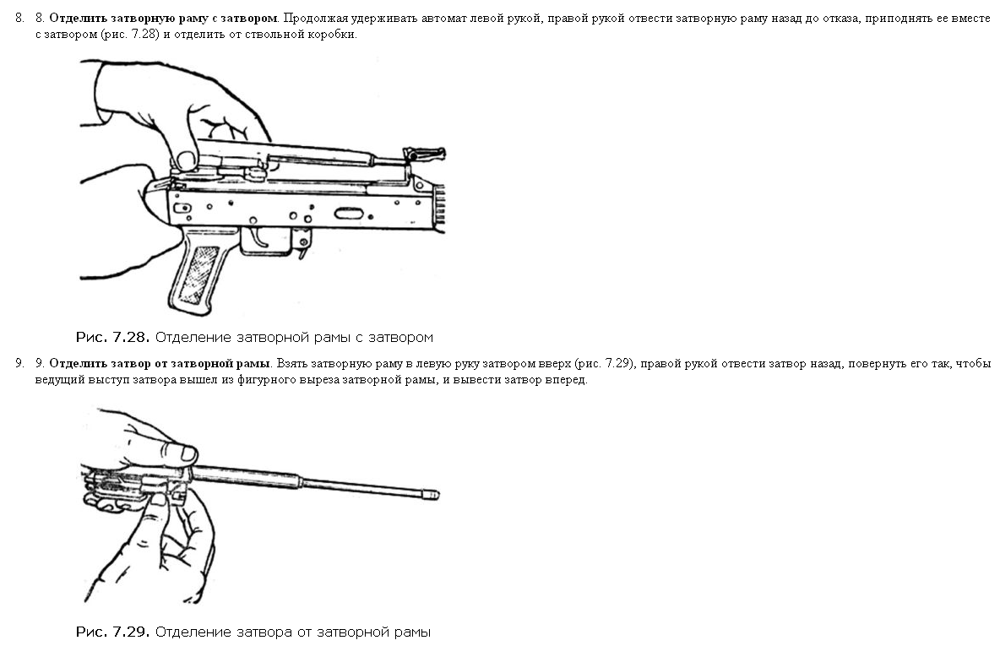 8. 8. Отделить затворную раму с затвором. Продолжая удерживать автомат левой рукой, правой рукой отвести затворную раму назад до отказа, приподнять ее вместе
с затвором (рис. 7.28) и отделить от ствольной коробки.
Рис. 7.28. Отделение затворной рамы с затвором
9. 9. Отделить затвор от затворной рамы. Взять затворную раму в левую руку затвором вверх (рис. 7.29), правой рукой отвести затвор назад, повернуть его так, чтобы
ведущий выступ затвора вышел из фигурного выреза затворной рамы, и вывести затвор вперед.
Рис. 7.29. Отделение затвора от затворной рамы